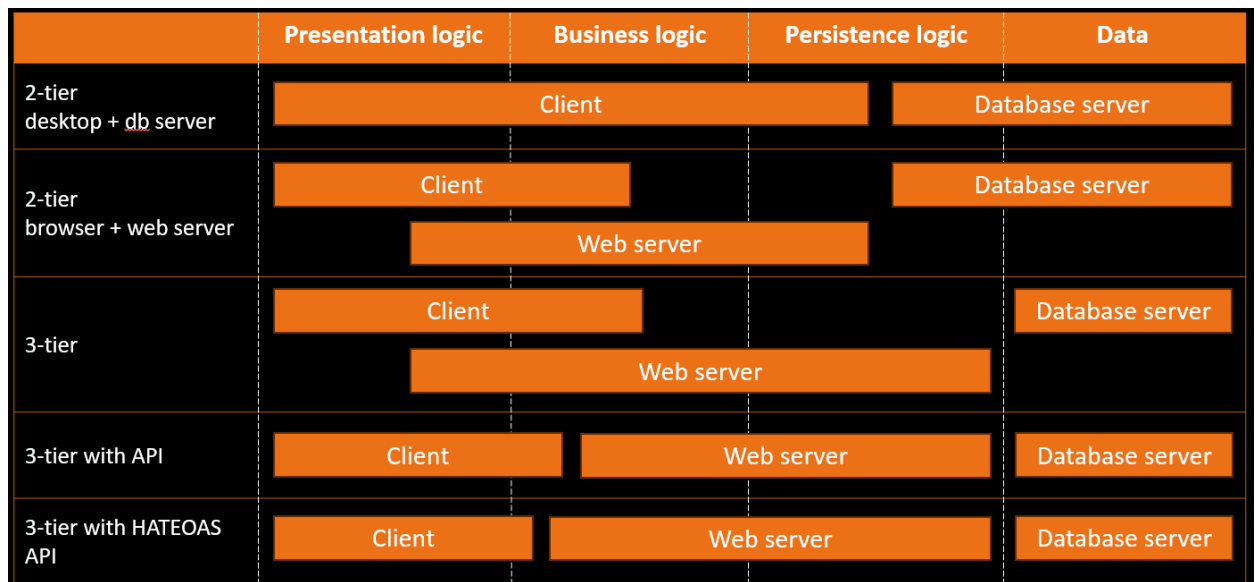 Presentation logic
Business logic
Persistence logic
Data
2-tier
desktop + db server
Client
Database server
2-tier
browser + web server
Client
Database server
Web server
3-tier
Client
Database server
Web server
3-tier with API
Client
Web server
Database server
3-tier with HATEOAS
API
Client
Web server
Database server